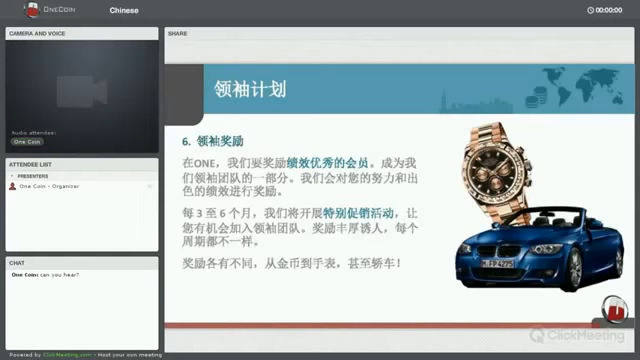 OneCoin
Chinese
00:00:00
CAMERA AND VOICE
SHARE
Audio attendee:
One Coin
ATTENDEE LIST
PRESENTERS
One Coin - Organizer
CHAT
One Coin: can you hear?
领袖计划
6. 领袖奖励
在ONE，我们要奖励绩效优秀的会员。成为我
们领袖团队的一部分。我们会对您的努力和出
色的绩效进行奖励。
每 3 至 6 个月，我们将开展特别促销活动，让
您有机会加入领袖团队。奖励丰厚诱人，每个
周期都不一样。
奖励各有不同，从金币到手表，甚至轿车！
M·FP4225
ClickMeeting
Powered by ClickMeeting.com - Host your own meeting